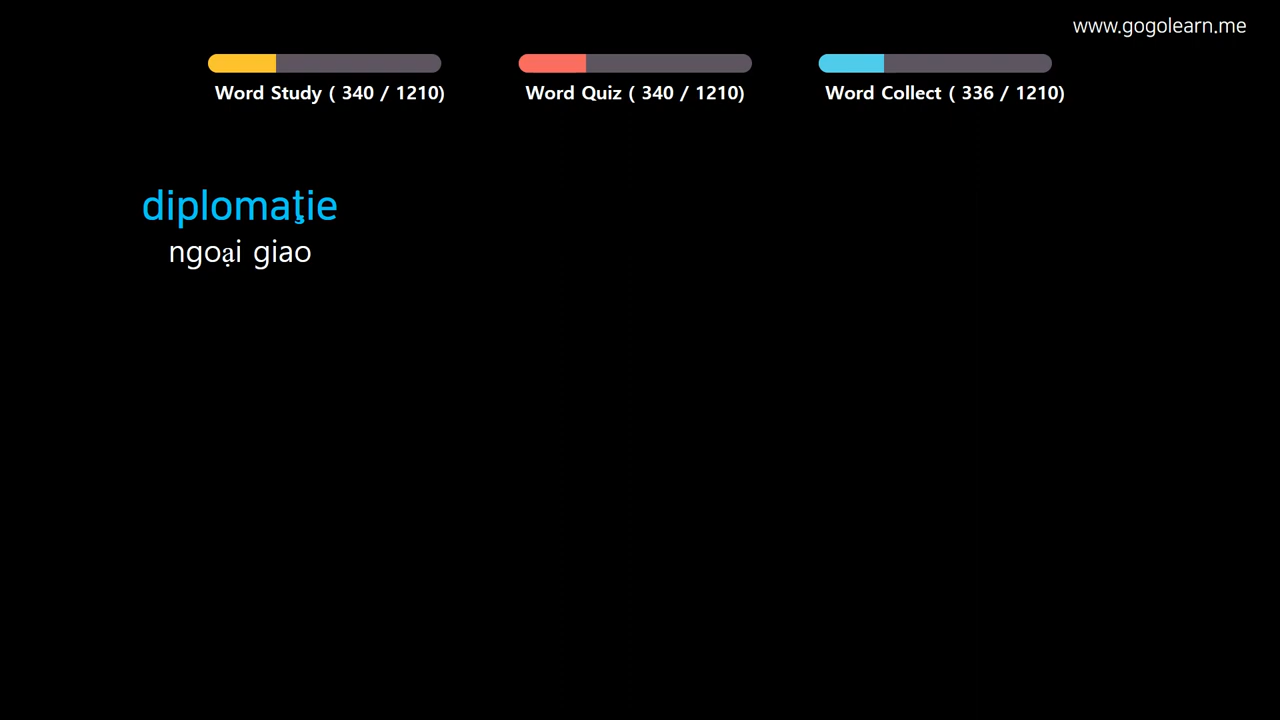 www.gogolearn.me
Word Study ( 340 / 1210)
Word Quiz ( 340 / 1210)
Word Collect ( 336 / 1210)
diplomaţie
ngoại giao